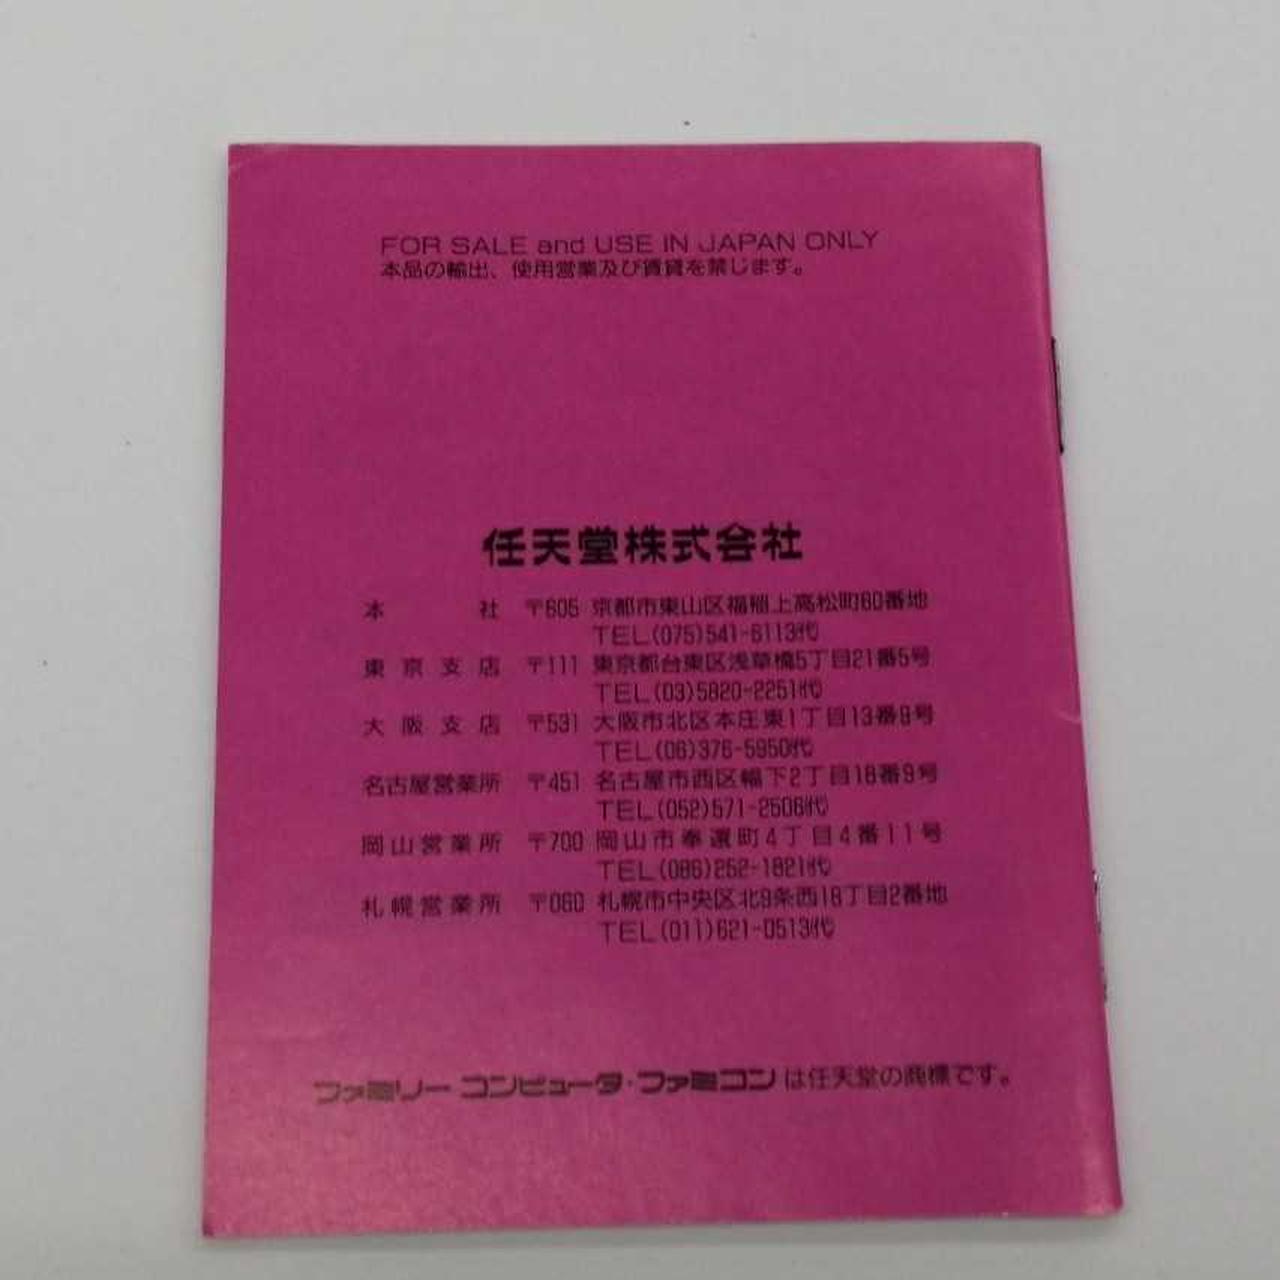 FOR SALE and USE IN JAPAN ONLY
本品の輸出、使用営業及び賃貸を禁じます。
任天堂株式会社
本社 〒605 京都市東山区福稲上高松町60番地
TEL(075)541-6113代
東京支店 〒111 東京都台東区浅草橋5丁目21番5号
TEL(03)5820-2251代
大阪支店 〒531 大阪市北区本庄東1丁目13番9号
TEL(06)376-5950代
名古屋営業所 〒451 名古屋市西区幅下2丁目18番9号
TEL(052)571-2506代
岡山営業所 〒700 岡山市奉還町4丁目4番11号
TEL(086)252-1821代
札幌営業所 〒060 札幌市中央区北9条西18丁目2番地
TEL(011)621-0513代
ファミリーコンピュータ・ファミコンは任天堂の商標です。